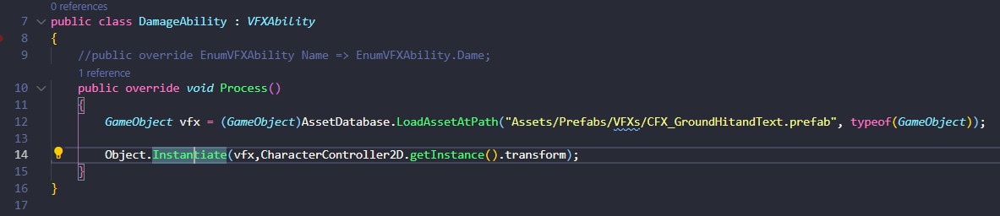 0 references
7 public class DamageAbility : VFXAbility
8 {
9 //public override EnumVFXAbility Name => EnumVFXAbility.Dame;
1 reference
10 public override void Process()
11 {
12 GameObject vfx = (GameObject)AssetDatabase.LoadAssetAtPath("Assets/Prefabs/VFXs/CFX_GroundHitandText.prefab", typeof(GameObject));
13
14 Object.Instantiate(vfx,CharacterController2D.getInstance().transform);
15 }
16 }
17